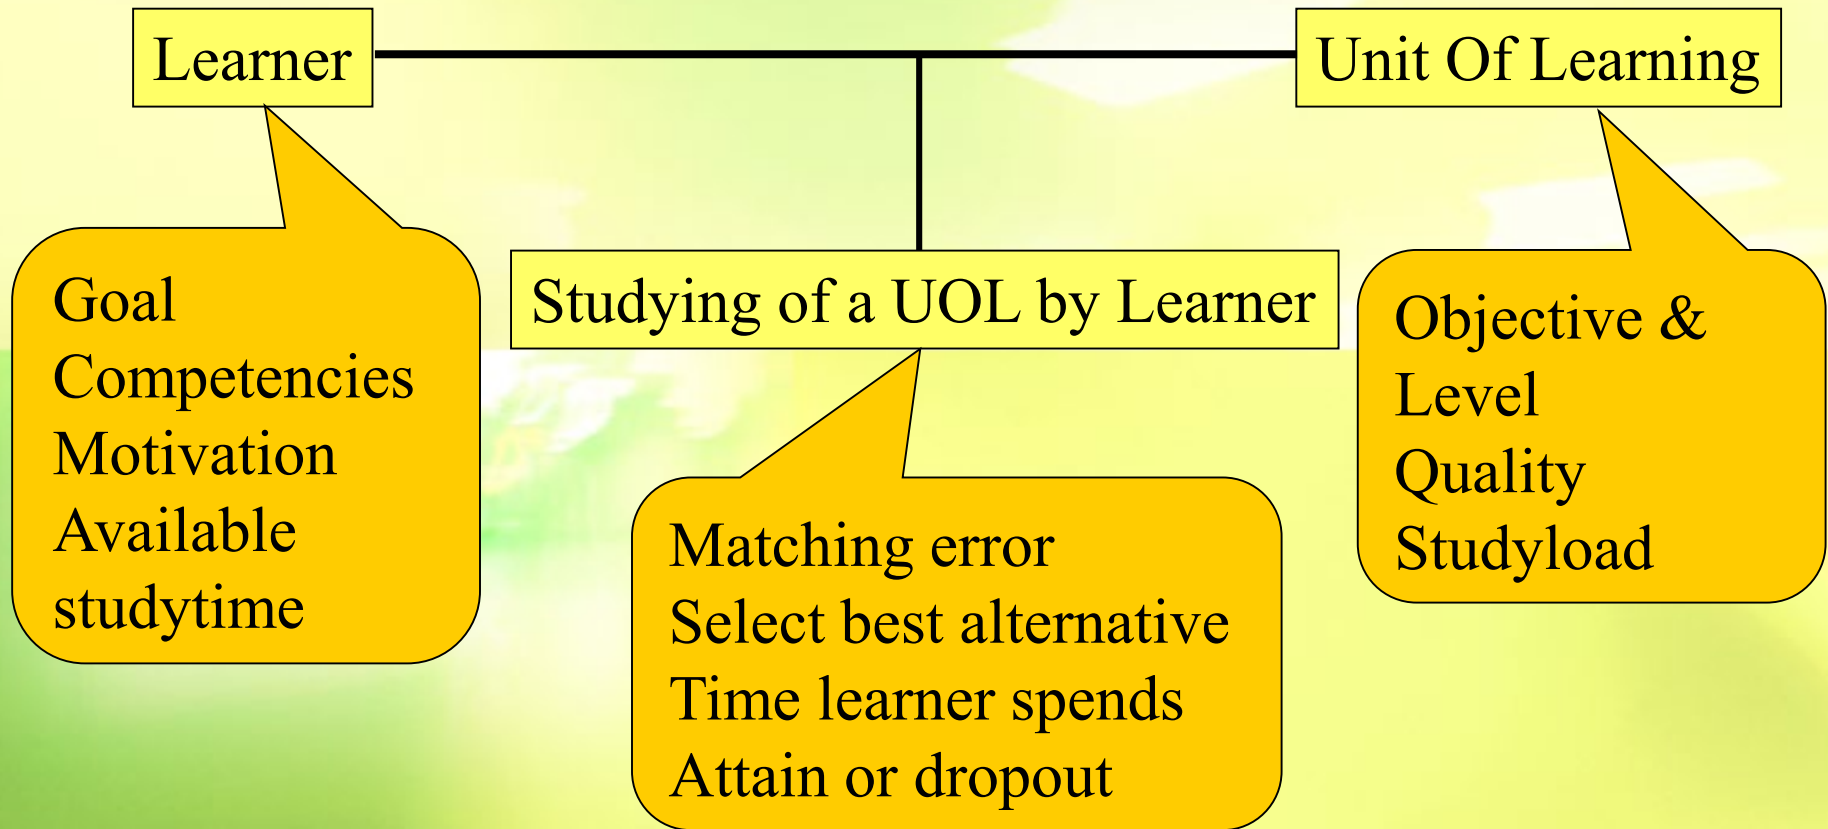 Learner
Unit Of Learning
Goal
Competencies
Motivation
Available
studytime
Studying of a UOL by Learner
Matching error
Select best alternative
Time learner spends
Attain or dropout
Objective &
Level
Quality
Studyload